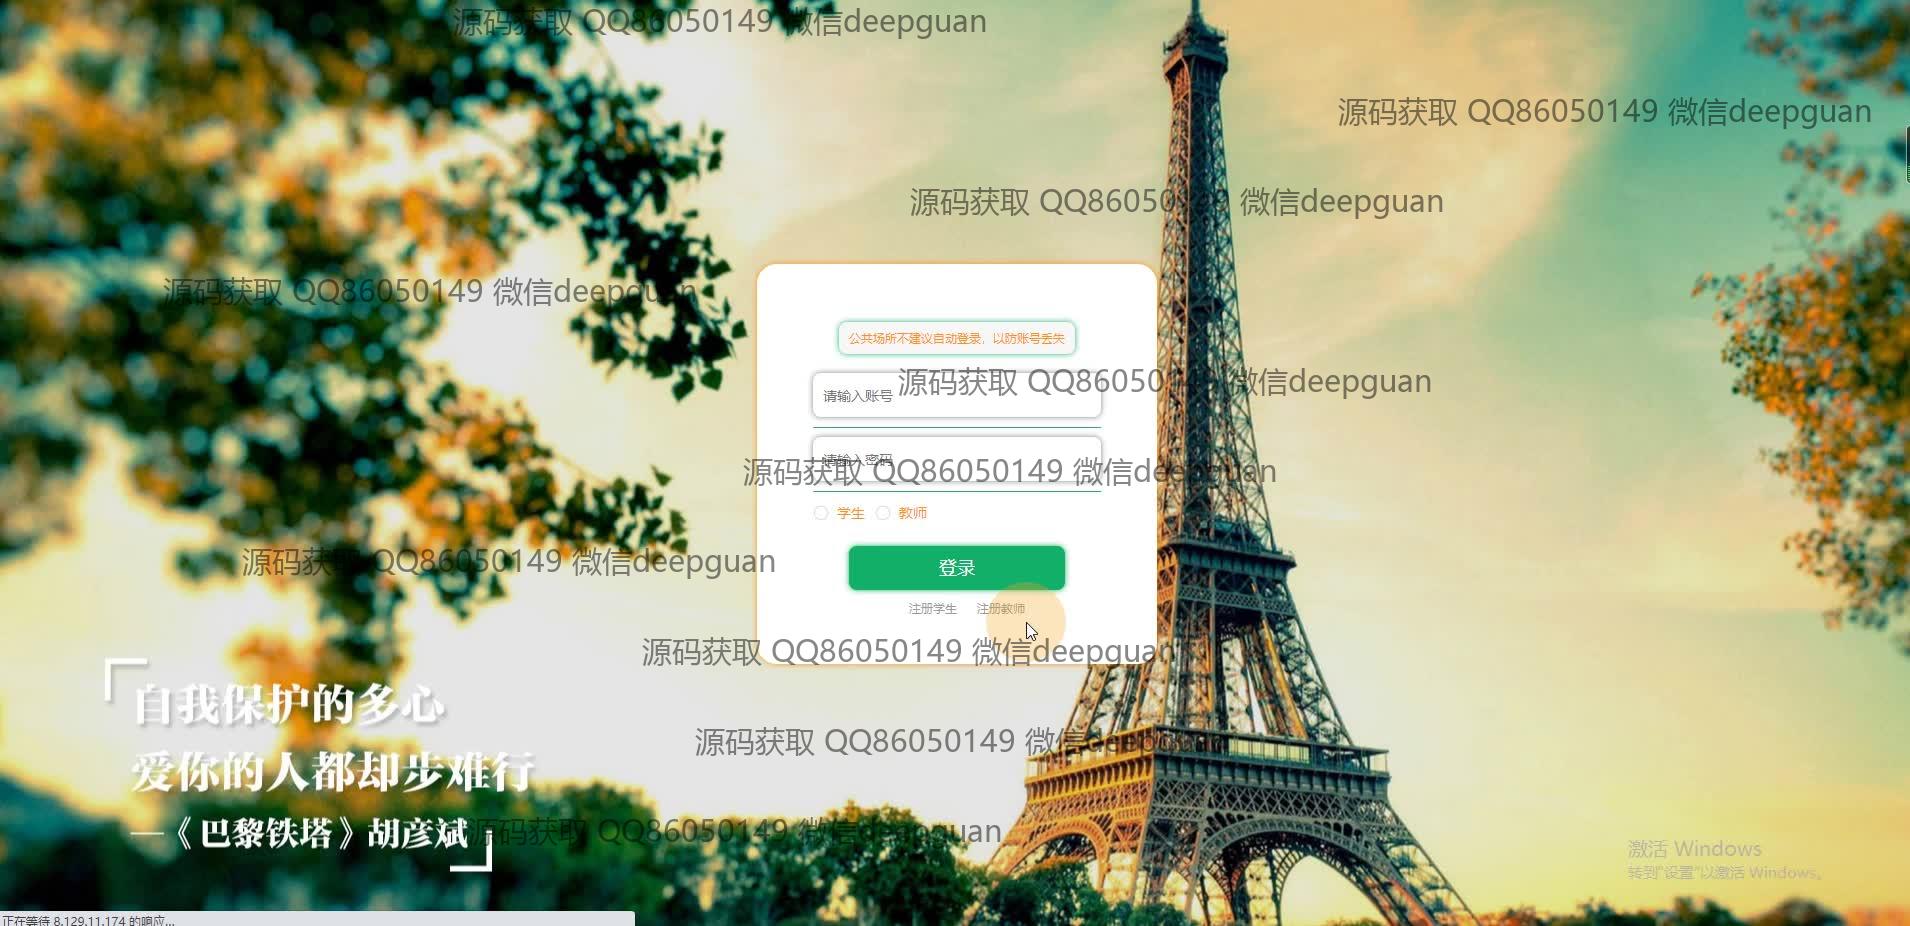 源码获取 QQ86050149 微信deepguan
源码获取 QQ86050149 微信deepguan
源码获取 QQ86050149 微信deepguan
源码获取 QQ86050149 微信deepguan
公共场所不建议自动登录，以防账号丢失
请输入账号
源码获取 QQ86050149 微信deepguan
请输入密码
源码获取 QQ86050149 微信deepguan
学生 教师
源码获取 QQ86050149 微信deepguan
登录
注册学生 注册教师
源码获取 QQ86050149 微信deepguan
自我保护的多心
源码获取 QQ86050149 微信deepguan
爱你的人都却步难行
—《巴黎铁塔》胡彦斌
源码获取 QQ86050149 微信deepguan
激活 Windows
转到"设置"以激活 Windows。
正在等待 8.129.11.174 的响应...